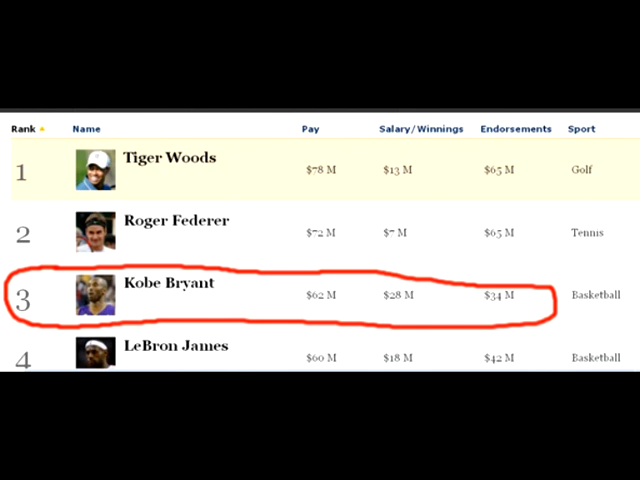 Rank Name Pay Salary/Winnings Endorsements Sport
1 Tiger Woods $78 M $13 M $65 M Golf
2 Roger Federer $72 M $7 M $65 M Tennis
3 Kobe Bryant $62 M $28 M $34 M Basketball
4 LeBron James $60 M $18 M $42 M Basketball